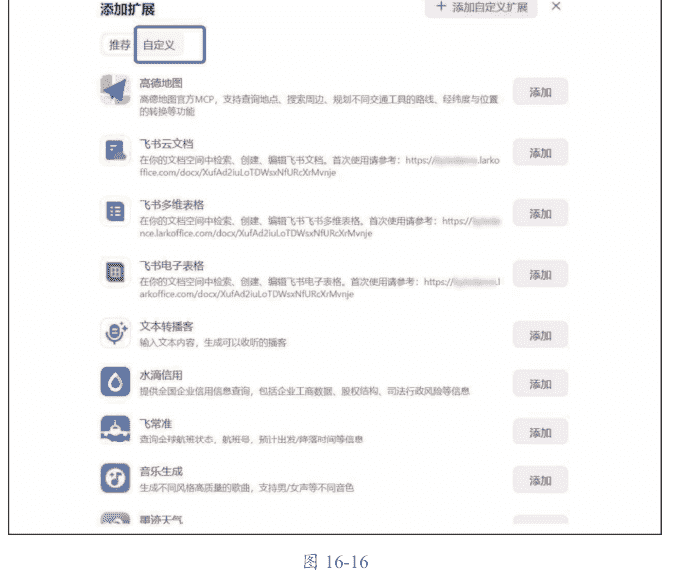 添加扩展
+ 添加自定义扩展 ×
推荐 自定义
高德地图
高德地图官方MCP，支持查询地点、搜索周边、规划不同交通工具的路线、经纬度与位置
的转换等功能
添加
飞书云文档
在你的文档空间中检索、创建、编辑飞书文档。首次使用请参考：https:// .larko
ffice.com/docx/XufAd2iuLoTDWsxNfURcXrMvnje
添加
飞书多维表格
在你的文档空间中检索、创建、编辑飞书飞书多维表格。首次使用请参考：https://
nce.larkoffice.com/docx/XufAd2iuLoTDWsxNfURcXrMvnje
添加
飞书电子表格
在你的文档空间中检索、创建、编辑飞书电子表格。首次使用请参考：https:// .l
arkoffice.com/docx/XufAd2iuLoTDWsxNfURcXrMvnje
添加
文本转播客
输入文本内容，生成可以收听的播客
添加
水滴信用
提供全国企业信用信息查询，包括企业工商数据、股权结构、司法行政风险等信息
添加
飞常准
查询全球航班状态、航班号、预计出发/降落时间等信息
添加
音乐生成
生成不同风格高质量的歌曲，支持男/女声等不同音色
添加
墨迹天气
图 16-16